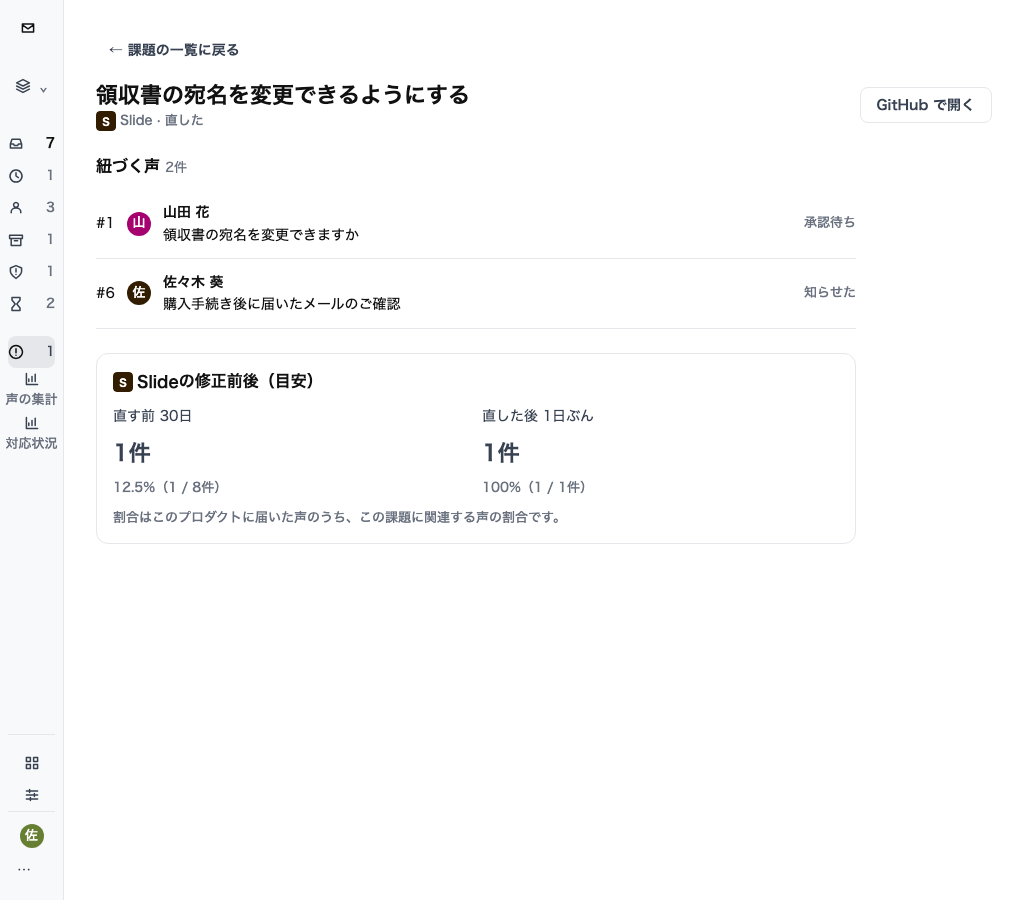 ← 課題の一覧に戻る
領収書の宛名を変更できるようにする
S Slide · 直した
GitHub で開く
紐づく声 2件
#1 山 山田 花
領収書の宛名を変更できますか
承認待ち
#6 佐 佐々木 葵
購入手続き後に届いたメールのご確認
知らせた
S Slideの修正前後（目安）
直す前 30日
1件
12.5%（1 / 8件）
直した後 1日ぶん
1件
100%（1 / 1件）
割合はこのプロダクトに届いた声のうち、この課題に関連する声の割合です。
7
1
3
1
1
2
1
声の集計
対応状況
佐
…